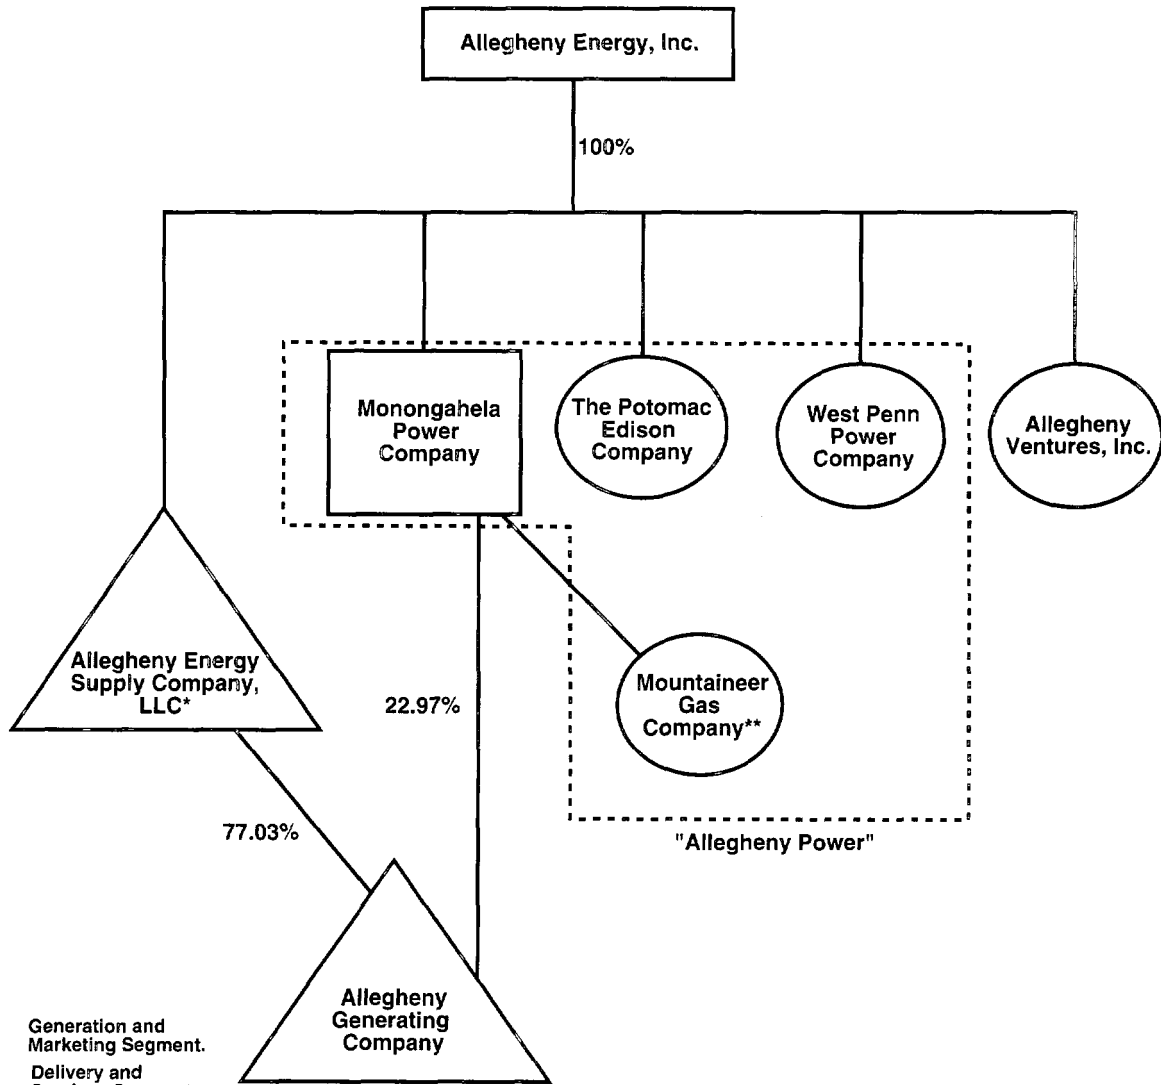 Allegheny Energy, Inc.
100%
Monongahela
Power
Company
The Potomac
Edison
Company
West Penn
Power
Company
Allegheny
Ventures, Inc.
Allegheny Energy
Supply Company,
LLC*
22.97%
Mountaineer
Gas
Company**
77.03%
"Allegheny Power"
Allegheny
Generating
Company
Generation and
Marketing Segment.
Delivery and